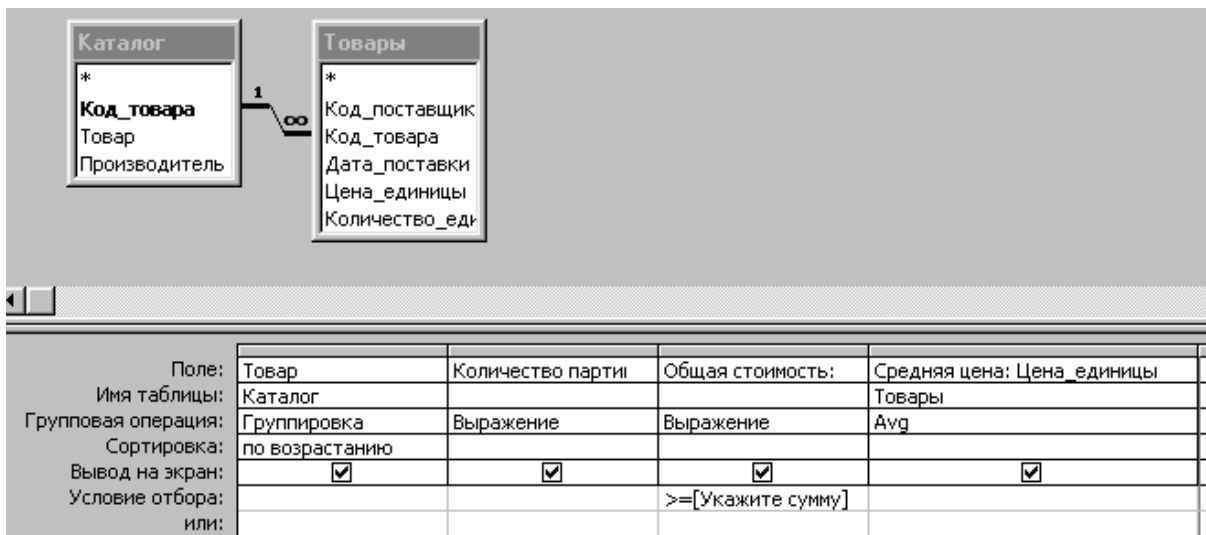 Каталог
*
Код_товара
Товар
Производитель
1
∞
Товары
*
Код_поставщик
Код_товара
Дата_поставки
Цена_единицы
Количество_еди
Поле: Товар Количество парти Общая стоимость: Средняя цена: Цена_единицы
Имя таблицы: Каталог Товары
Групповая операция: Группировка Выражение Выражение Avg
Сортировка: по возрастанию
Вывод на экран:
Условие отбора: >=[Укажите сумму]
или: